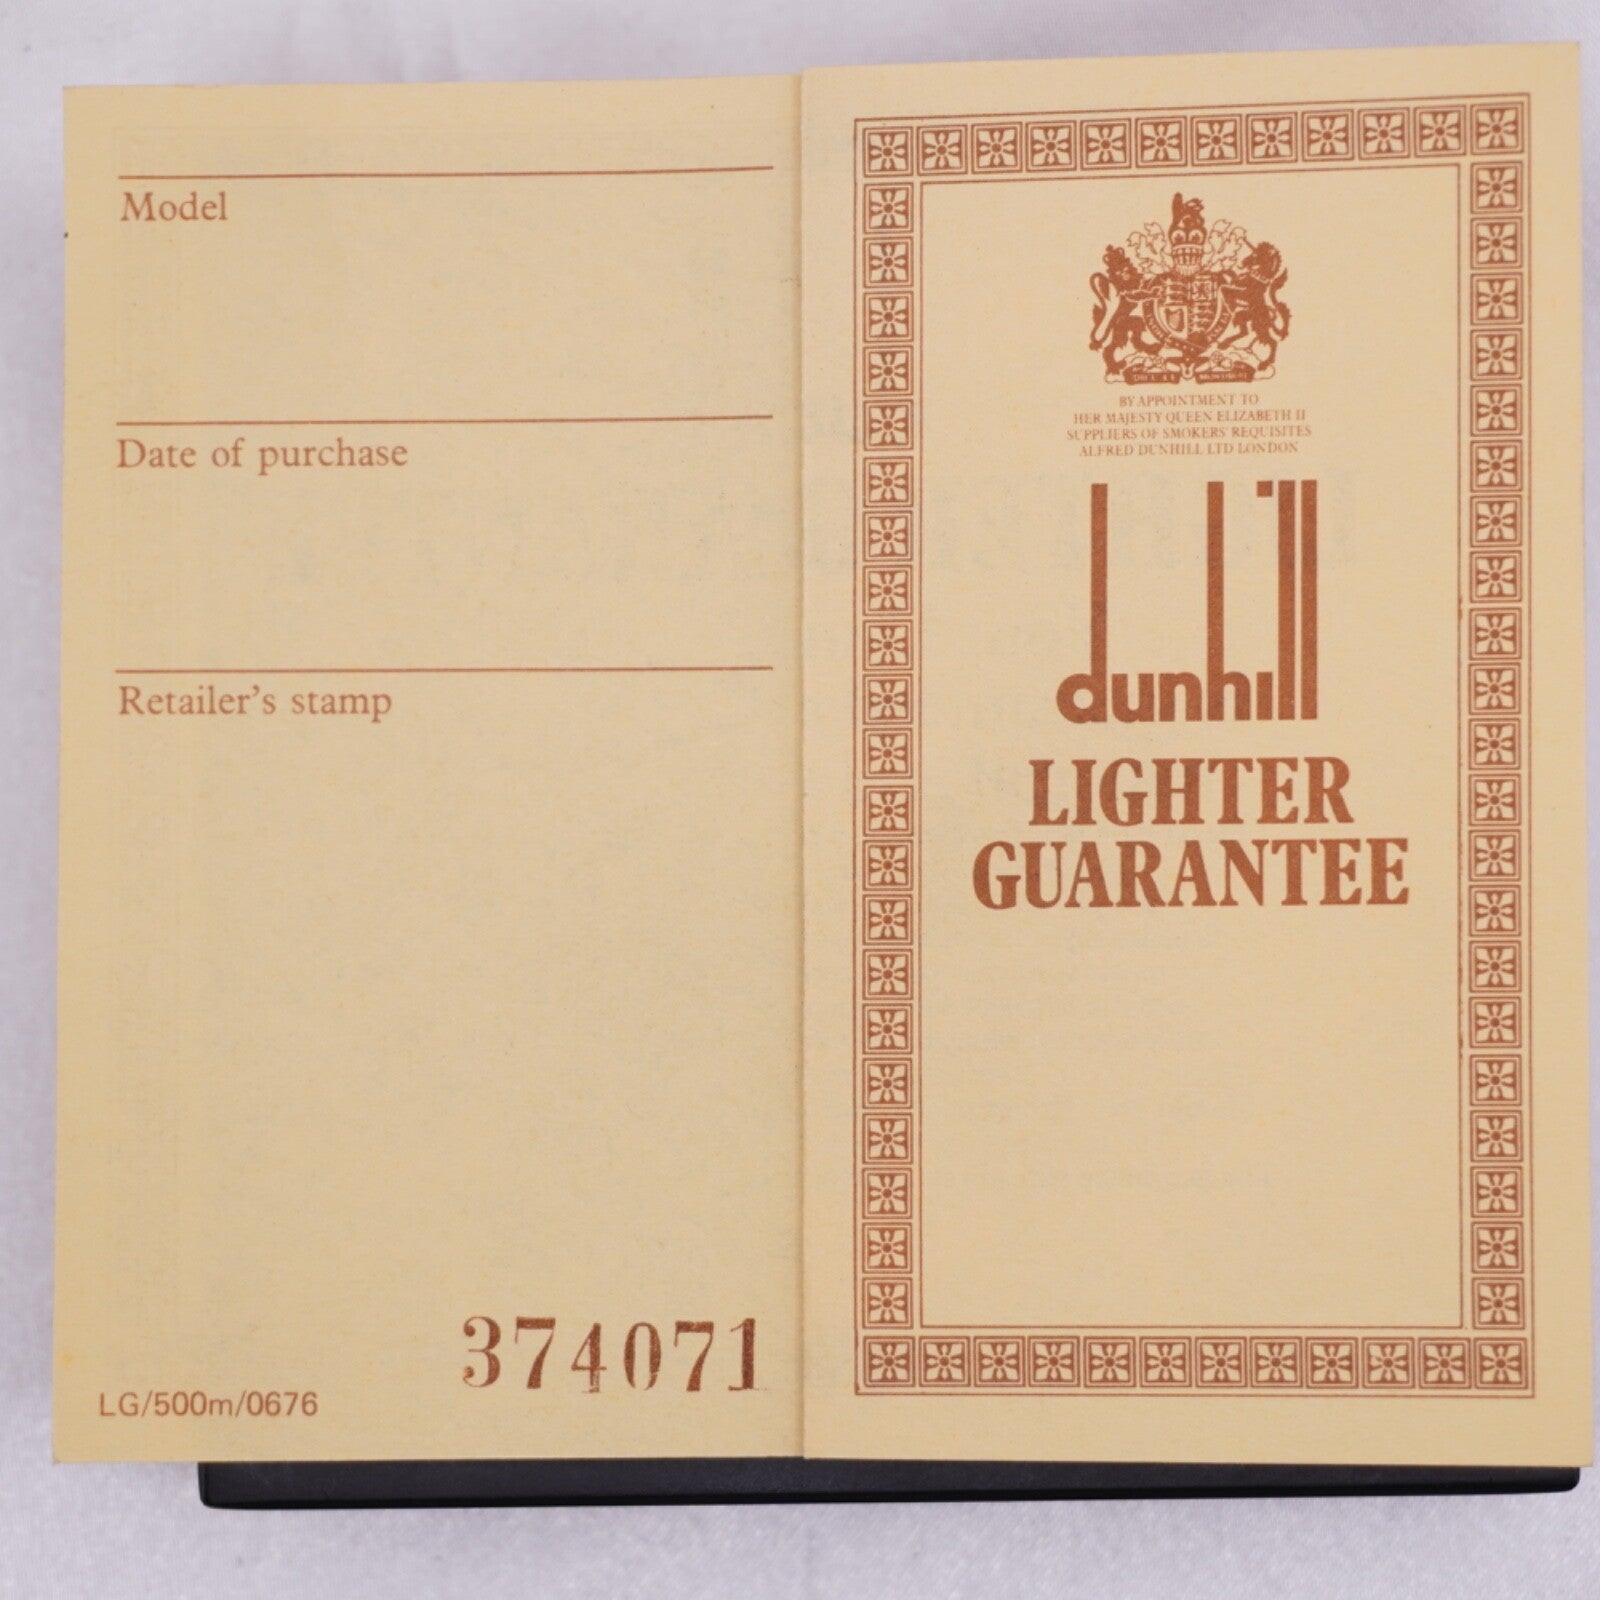 Model
Date of purchase
Retailer's stamp
374071
LG/500m/0676
BY APPOINTMENT TO
HER MAJESTY QUEEN ELIZABETH II
SUPPLIERS OF SMOKERS' REQUISITES
ALFRED DUNHILL LTD LONDON
dunhill
LIGHTER
GUARANTEE